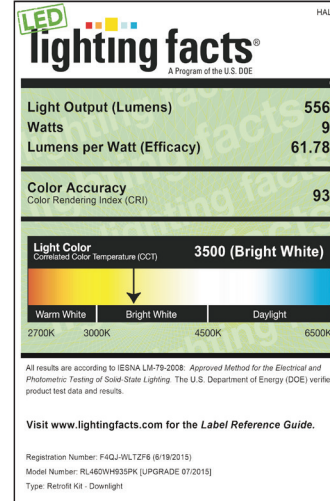 HAL
LED
lighting facts®
A Program of the U.S. DOE
Light Output (Lumens) 556
Watts 9
Lumens per Watt (Efficacy) 61.78
Color Accuracy 93
Color Rendering Index (CRI)
Light Color 3500 (Bright White)
Correlated Color Temperature (CCT)
Warm White Bright White Daylight
2700K 3000K 4500K 6500K
All results are according to IESNA LM-79-2008: Approved Method for the Electrical and
Photometric Testing of Solid-State Lighting. The U.S. Department of Energy (DOE) verifie
product test data and results.
Visit www.lightingfacts.com for the Label Reference Guide.
Registration Number: F4QJ-WLTZF6 (6/19/2015)
Model Number: RL460WH935PK [UPGRADE 07/2015]
Type: Retrofit Kit - Downlight